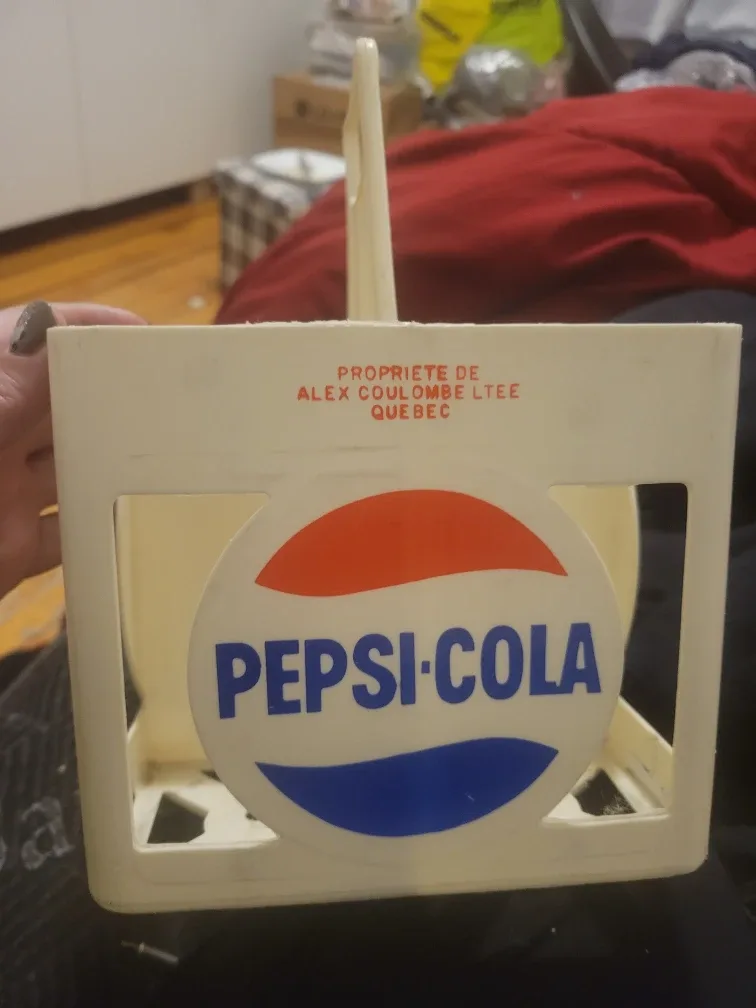 PROPRIETE DE
ALEX COULOMBE LTEE
QUEBEC
PEPSI·COLA